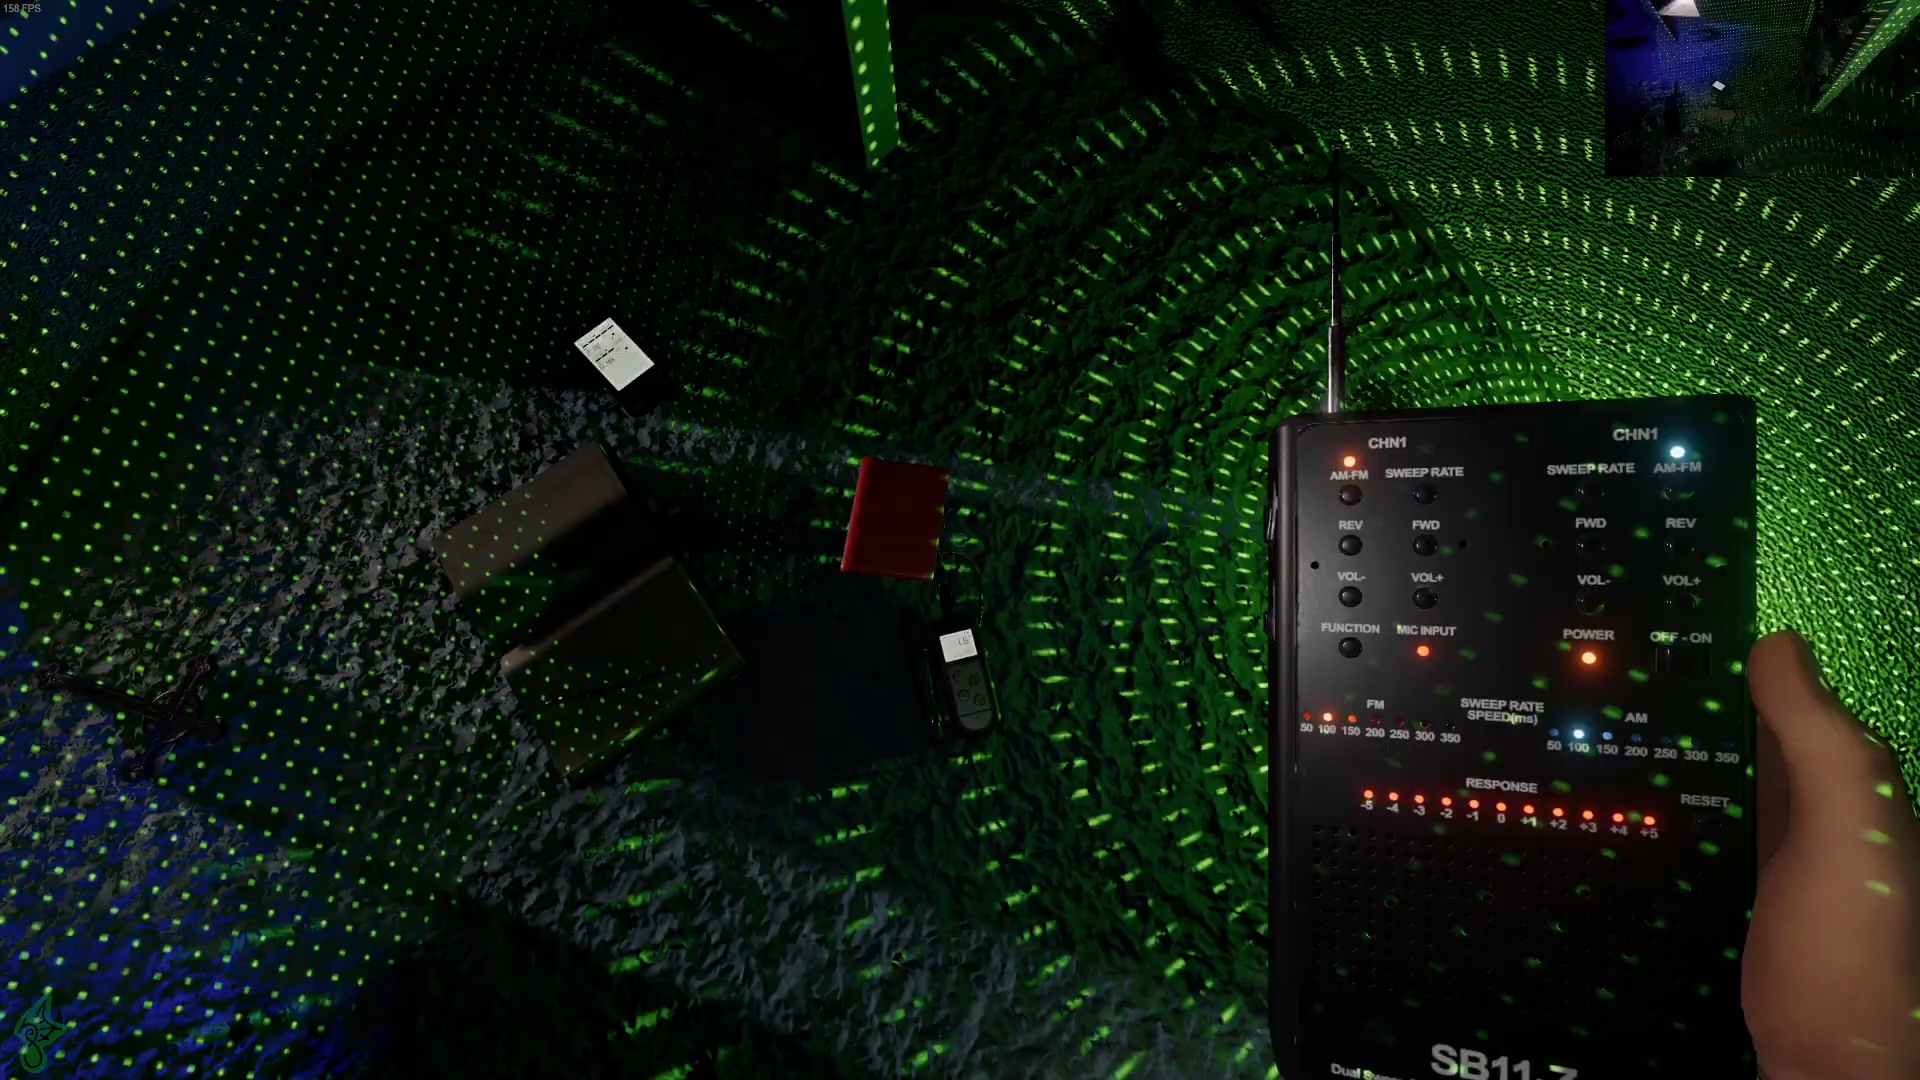 158 FPS
CHN1 CHN1
AM-FM SWEEP RATE SWEEP RATE AM-FM
REV FWD FWD REV
VOL- VOL+ VOL- VOL+
FUNCTION MIC INPUT POWER OFF - ON
FM SWEEP RATE AM
SPEED(ms)
50 100 150 200 250 300 350 50 100 150 200 250 300 350
RESPONSE RESET
-5 -4 -3 -2 -1 0 +1 +2 +3 +4 +5
SB11-Z
Dual